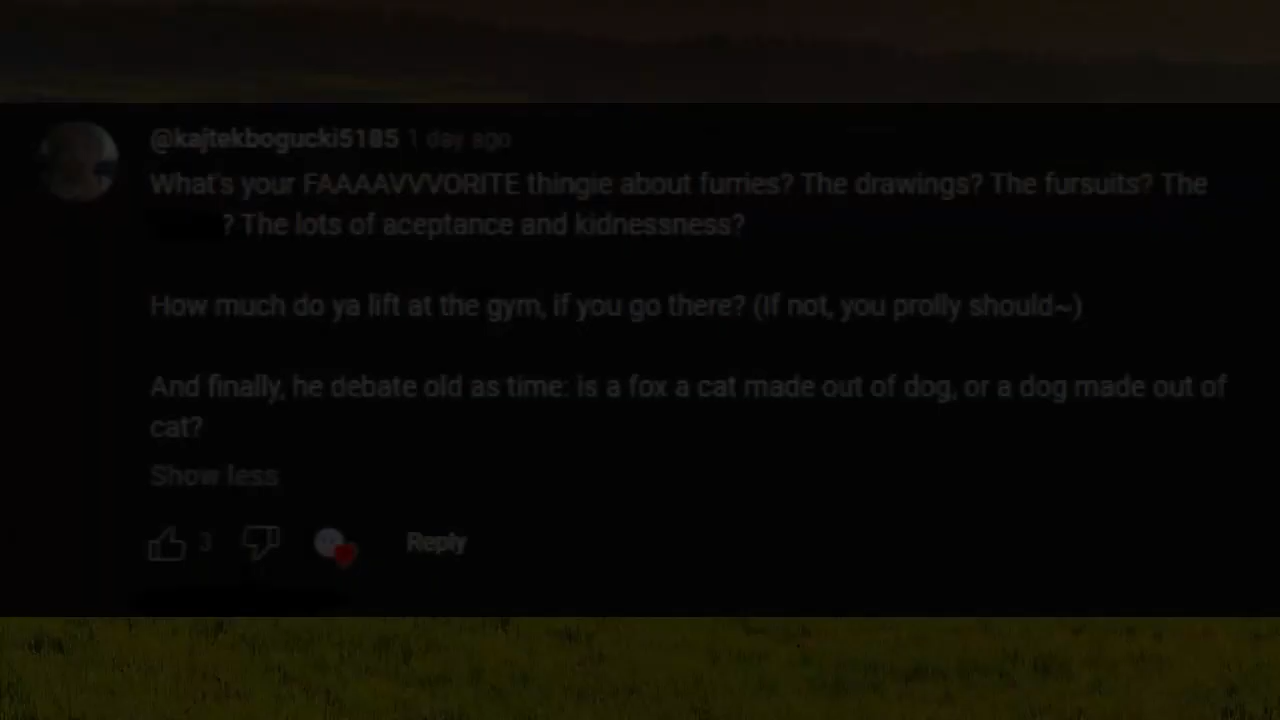 @kajtekbogucki5185 1 day ago
What's your FAAAAVVVORITE thingie about furries? The drawings? The fursuits? The
? The lots of aceptance and kidnessness?
How much do ya lift at the gym, if you go there? (If not, you prolly should~)
And finally, he debate old as time: is a fox a cat made out of dog, or a dog made out of
cat?
Show less
3 Reply